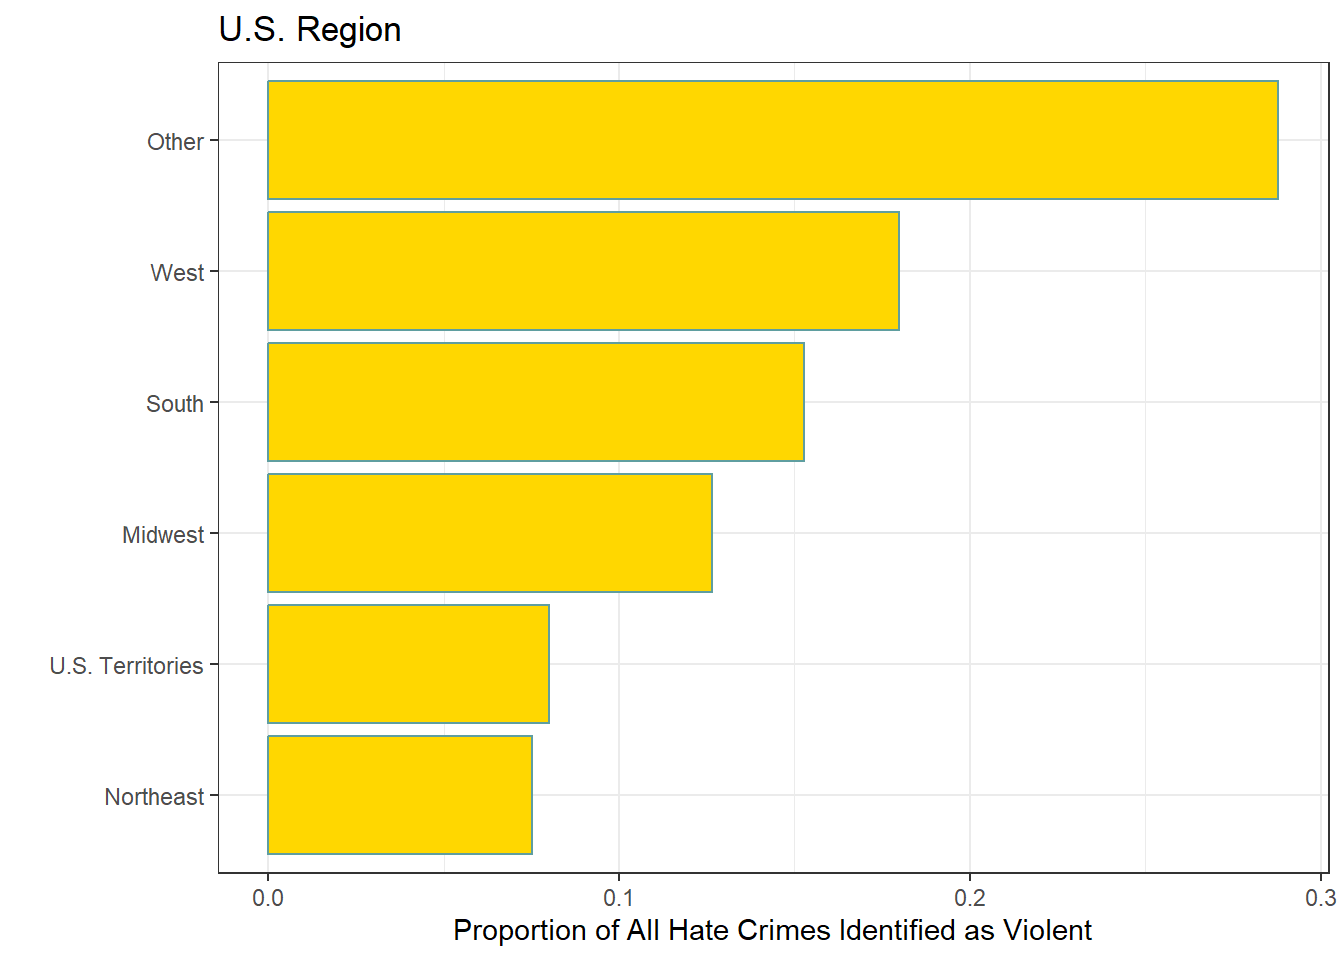 U.S. Region
Other
West
South
Midwest
U.S. Territories
Northeast
0.0 0.1 0.2 0.3
Proportion of All Hate Crimes Identified as Violent